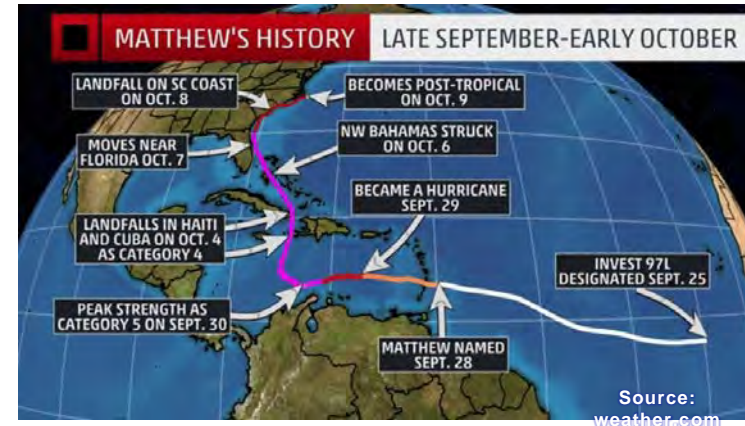 MATTHEW'S HISTORY
LATE SEPTEMBER-EARLY OCTOBER
LANDFALL ON SC COAST
ON OCT. 8
BECOMES POST-TROPICAL
ON OCT. 9
MOVES NEAR
FLORIDA OCT. 7
NW BAHAMAS STRUCK
ON OCT. 6
BECAME A HURRICANE
SEPT. 29
LANDFALLS IN HAITI
AND CUBA ON OCT. 4
AS CATEGORY 4
INVEST 97L
DESIGNATED SEPT. 25
PEAK STRENGTH AS
CATEGORY 5 ON SEPT. 30
MATTHEW NAMED
SEPT. 28
Source:
weather.com